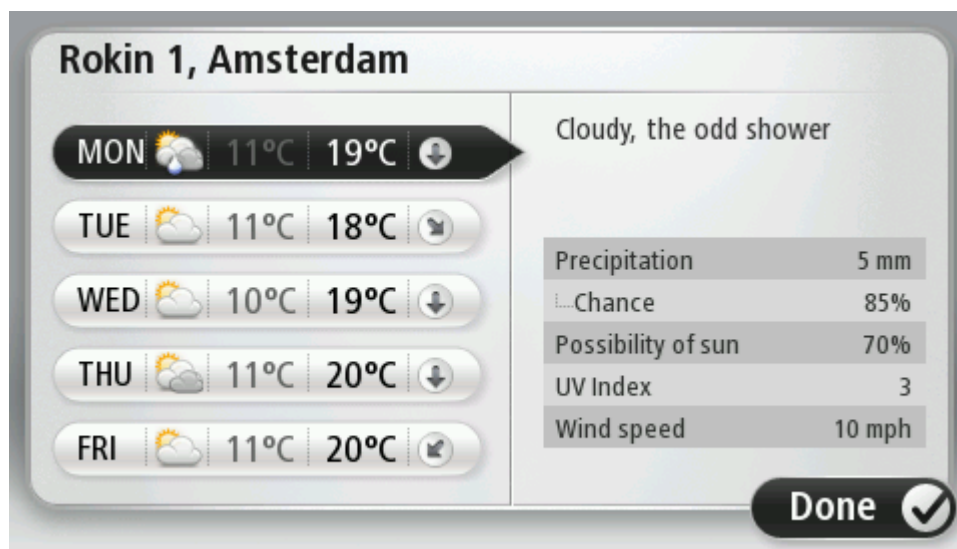 Rokin 1, Amsterdam
MON 11°C 19°C
TUE 11°C 18°C
WED 10°C 19°C
THU 11°C 20°C
FRI 11°C 20°C
Cloudy, the odd shower
Precipitation 5 mm
Chance 85%
Possibility of sun 70%
UV Index 3
Wind speed 10 mph
Done